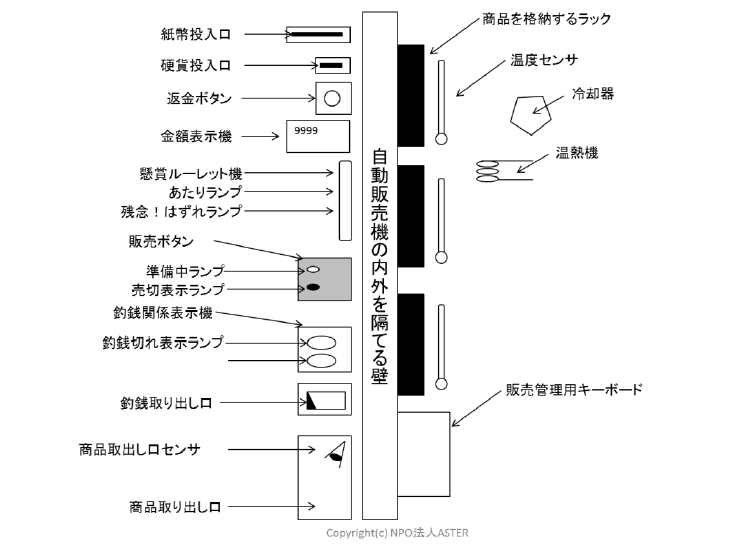 紙幣投入口
硬貨投入口
返金ボタン
金額表示機
9999
懸賞ルーレット機
あたりランプ
残念！はずれランプ
販売ボタン
準備中ランプ
売切表示ランプ
釣銭関係表示機
釣銭切れ表示ランプ
釣銭取り出し口
商品取出し口センサ
商品取り出し口
自動販売機の内外を隔てる壁
商品を格納するラック
温度センサ
冷却器
温熱機
販売管理用キーボード
Copyright(c) NPO法人ASTER